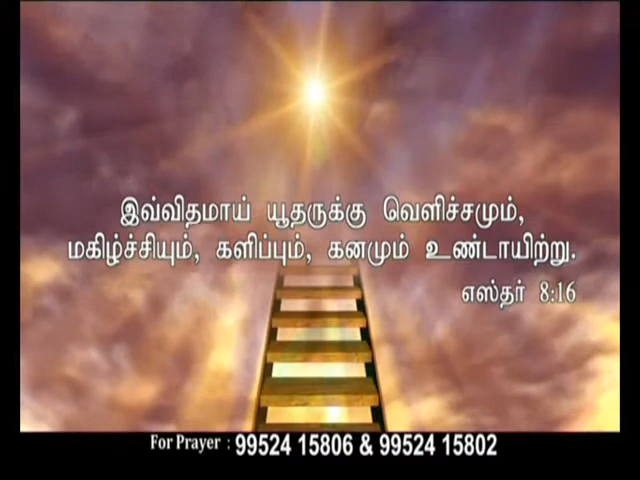 இவ்விதமாய் யூதருக்கு வெளிச்சமும்,
மகிழ்ச்சியும், களிப்பும், கனமும் உண்டாயிற்று.
எஸ்தர் 8:16
For Prayer : 99524 15806 & 99524 15802